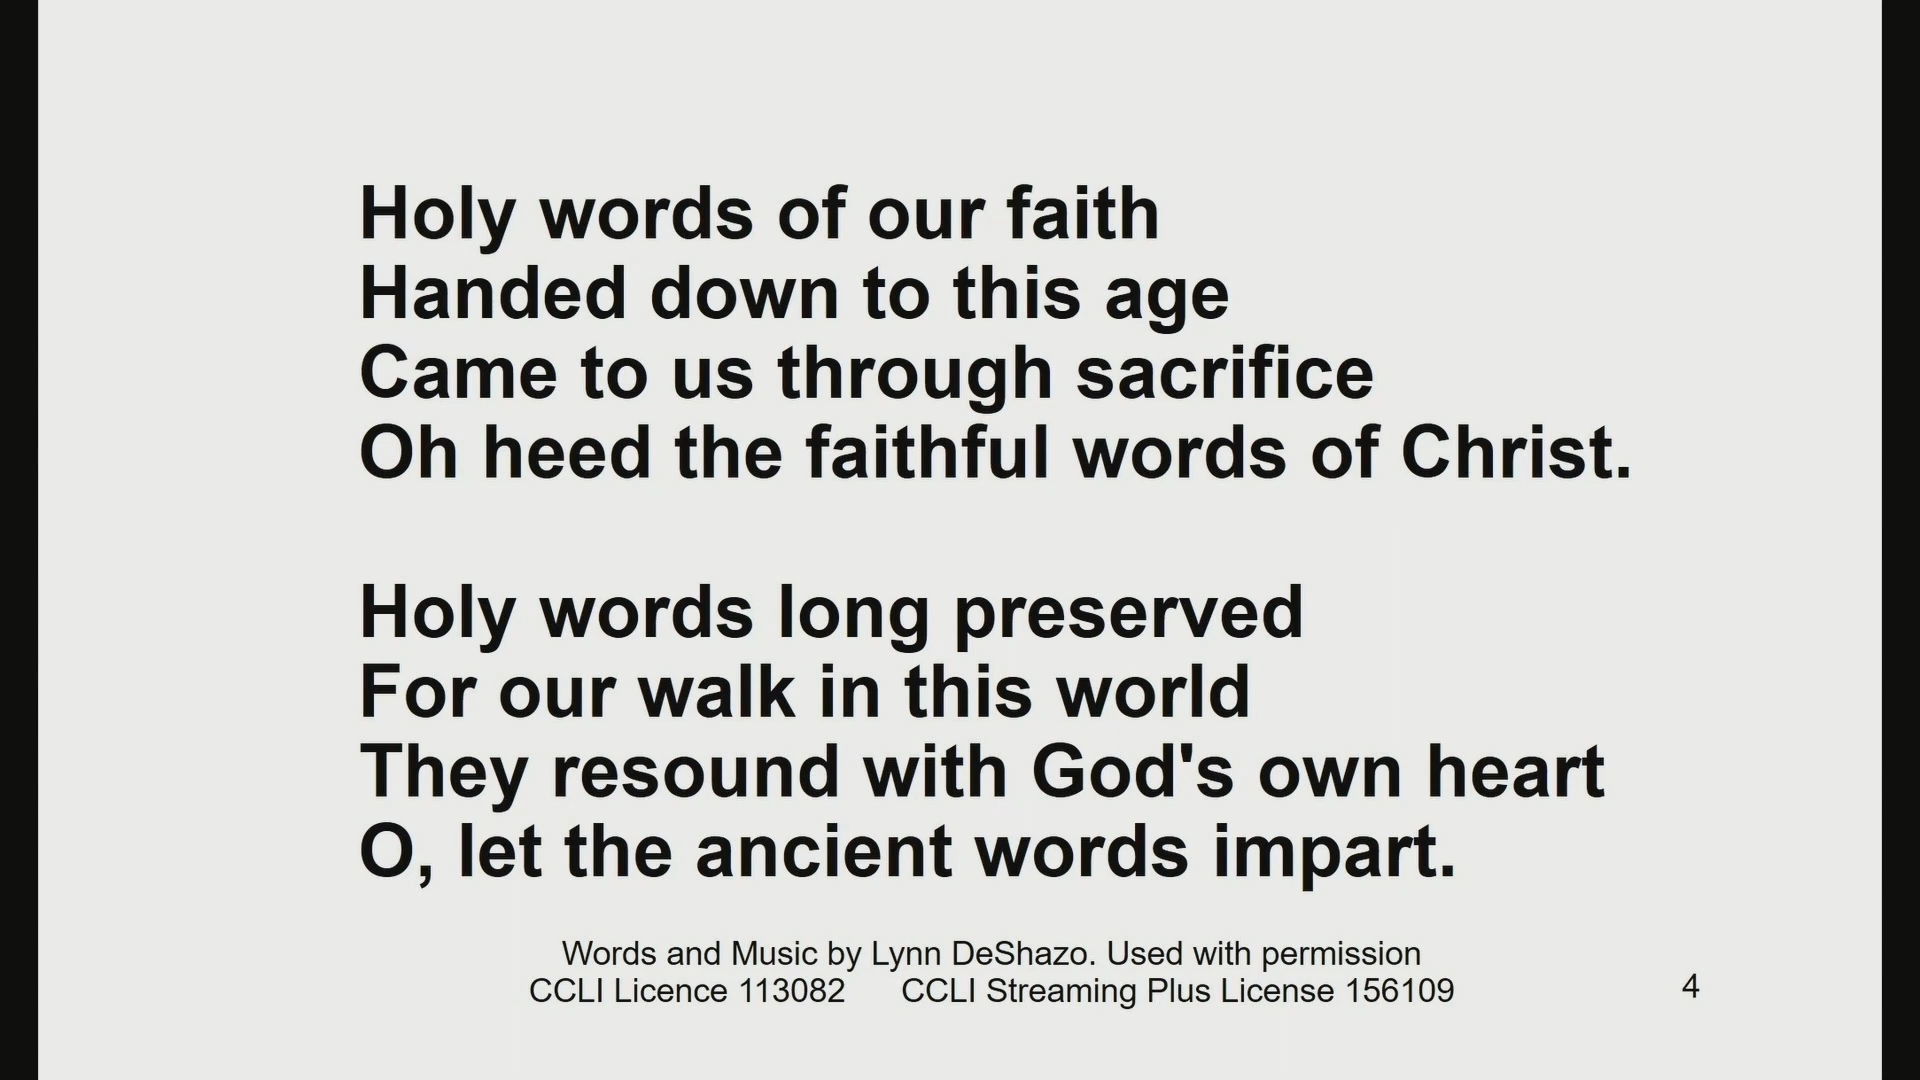 Holy words of our faith
Handed down to this age
Came to us through sacrifice
Oh heed the faithful words of Christ.
Holy words long preserved
For our walk in this world
They resound with God's own heart
O, let the ancient words impart.
Words and Music by Lynn DeShazo. Used with permission
CCLI Licence 113082 CCLI Streaming Plus License 156109
4